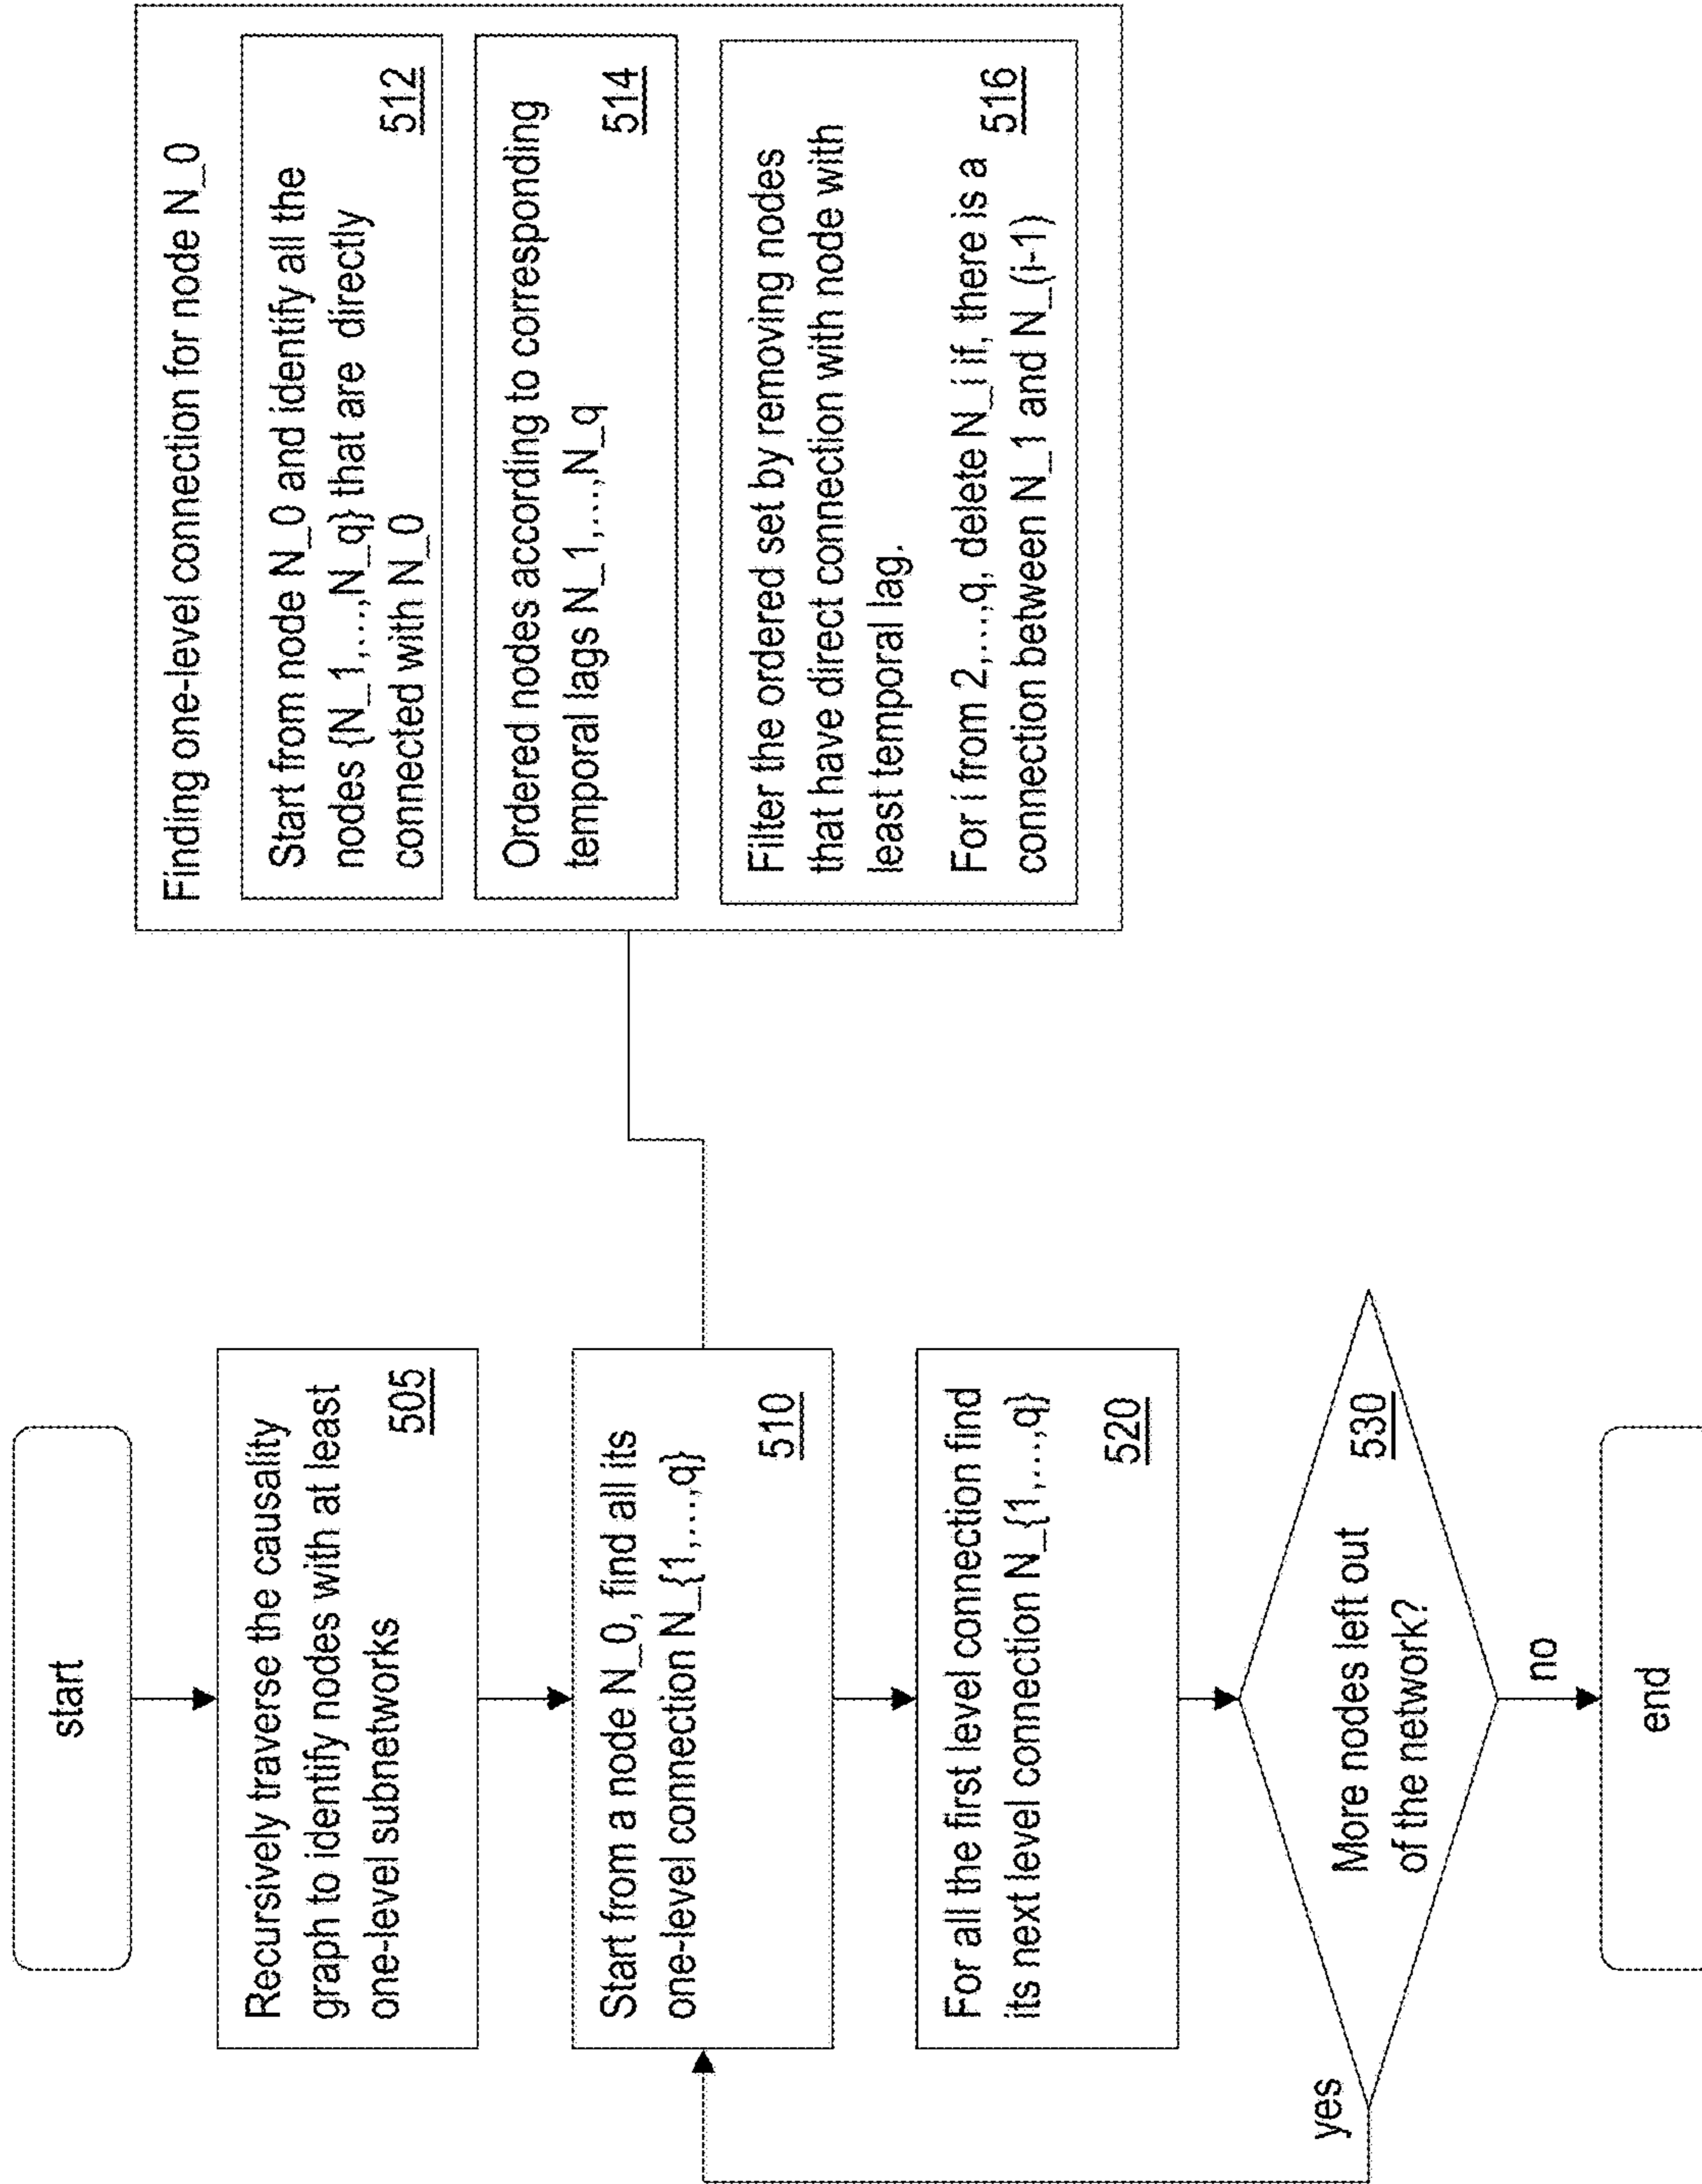 start
Recursively traverse the causality
graph to identify nodes with at least
one-level subnetworks
505
Start from a node N_0, find all its
one-level connection N_{1,...,q}
510
For all the first level connection find
its next level connection N_{1,...,q}
520
More nodes left out
of the network?
530
yes
no
end
Finding one-level connection for node N_0
Start from node N_0 and identify all the
nodes {N_1,...,N_q} that are directly
connected with N_0
512
Ordered nodes according to corresponding
temporal lags N_1,...,N_q
514
Filter the ordered set by removing nodes
that have direct connection with node with
least temporal lag.
For i from 2,...,q, delete N_i if, there is a
connection between N_1 and N_(i-1)
516